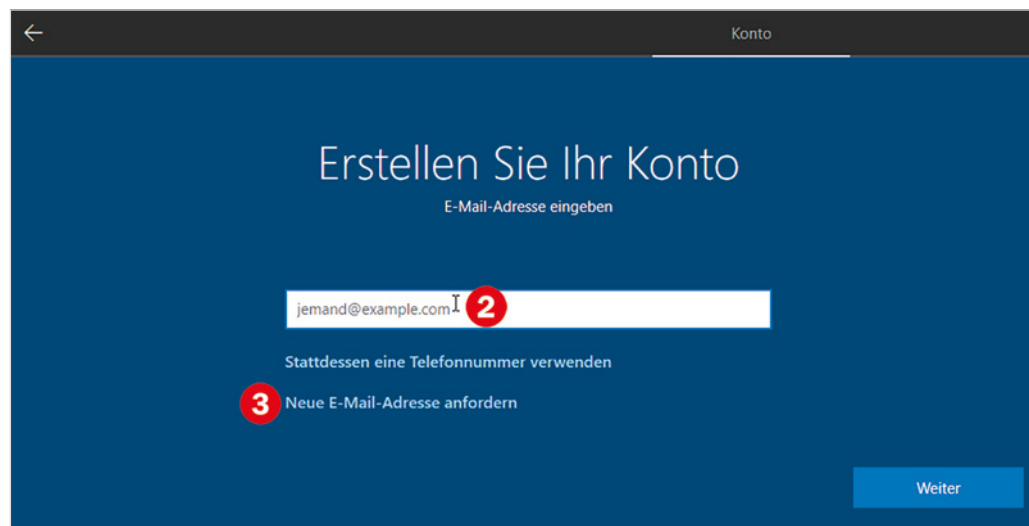 Konto
Erstellen Sie Ihr Konto
E-Mail-Adresse eingeben
jemand@example.com 2
Stattdessen eine Telefonnummer verwenden
3 Neue E-Mail-Adresse anfordern
Weiter